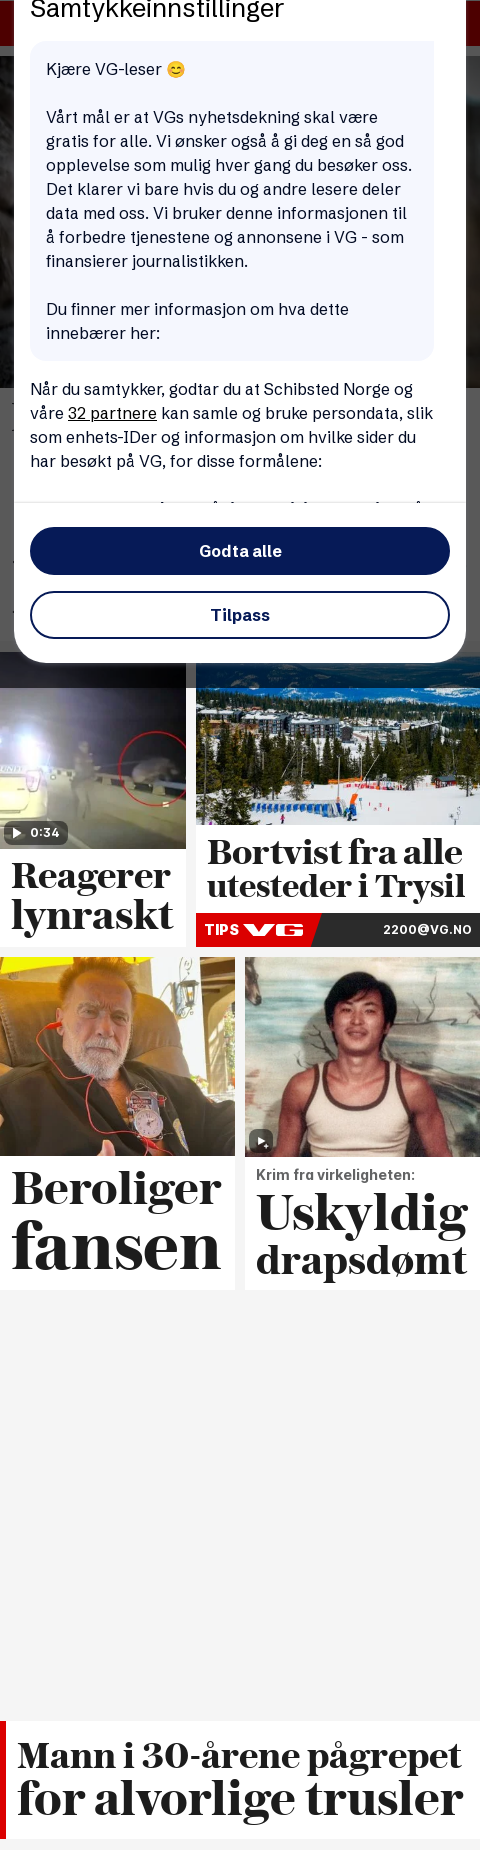 Samtykkeinnstillinger
Kjære VG-leser 😊
Vårt mål er at VGs nyhetsdekning skal være
gratis for alle. Vi ønsker også å gi deg en så god
opplevelse som mulig hver gang du besøker oss.
Det klarer vi bare hvis du og andre lesere deler
data med oss. Vi bruker denne informasjonen til
å forbedre tjenestene og annonsene i VG - som
finansierer journalistikken.
Du finner mer informasjon om hva dette
innebærer her:
Når du samtykker, godtar du at Schibsted Norge og
våre 32 partnere kan samle og bruke persondata, slik
som enhets-IDer og informasjon om hvilke sider du
har besøkt på VG, for disse formålene:
Godta alle
Tilpass
0:34
Reagerer
lynraskt
Bortvist fra alle
utesteder i Trysil
TIPS VG 2200@VG.NO
Beroliger
fansen
Krim fra virkeligheten:
Uskyldig
drapsdømt
Mann i 30-årene pågrepet
for alvorlige trusler